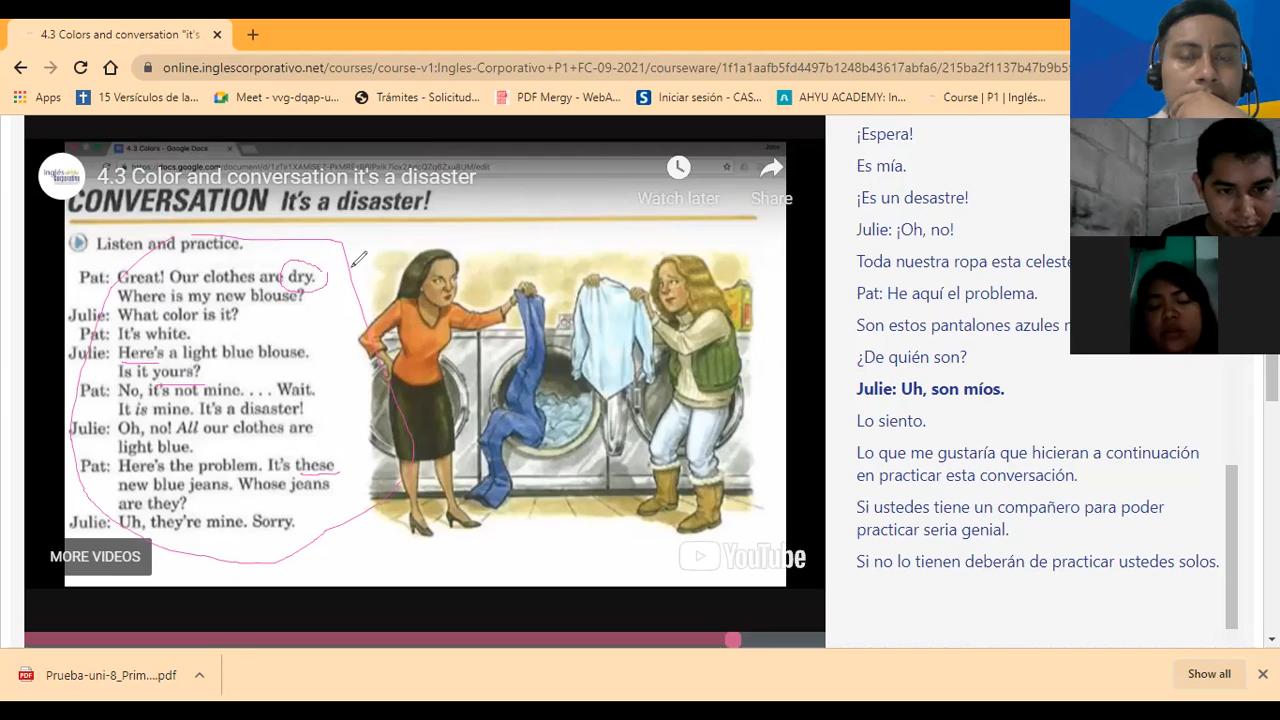 4.3 Colors and conversation "it's
online.inglescorporativo.net/courses/course-v1:Ingles-Corporativo+P1+FC-09-2021/courseware/1f1a1aafb5fd4497b1248b43617abfa6/215ba2f1137b47b9b5
Apps
15 Versículos de la...
Meet - vvg-dqap-u...
Trámites - Solicitud...
PDF Mergy - WebA...
Iniciar sesión - CAS...
AHYU ACADEMY: In...
Course | P1 | Inglés...
4.3 Colors - Google Docs
4.3 Color and conversation it's a disaster
Watch later
Share
CONVERSATION It's a disaster!
Listen and practice.
Pat: Great! Our clothes are dry.
Where is my new blouse?
Julie: What color is it?
Pat: It's white.
Julie: Here's a light blue blouse.
Is it yours?
Pat: No, it's not mine. . . . Wait.
It is mine. It's a disaster!
Julie: Oh, no! All our clothes are
light blue.
Pat: Here's the problem. It's these
new blue jeans. Whose jeans
are they?
Julie: Uh, they're mine. Sorry.
MORE VIDEOS
YouTube
¡Espera!
Es mía.
¡Es un desastre!
Julie: ¡Oh, no!
Toda nuestra ropa esta celeste
Pat: He aquí el problema.
Son estos pantalones azules
¿De quién son?
Julie: Uh, son míos.
Lo siento.
Lo que me gustaría que hicieran a continuación
en practicar esta conversación.
Si ustedes tiene un compañero para poder
practicar seria genial.
Si no lo tienen deberán de practicar ustedes solos.
Prueba-uni-8_Prim....pdf
Show all